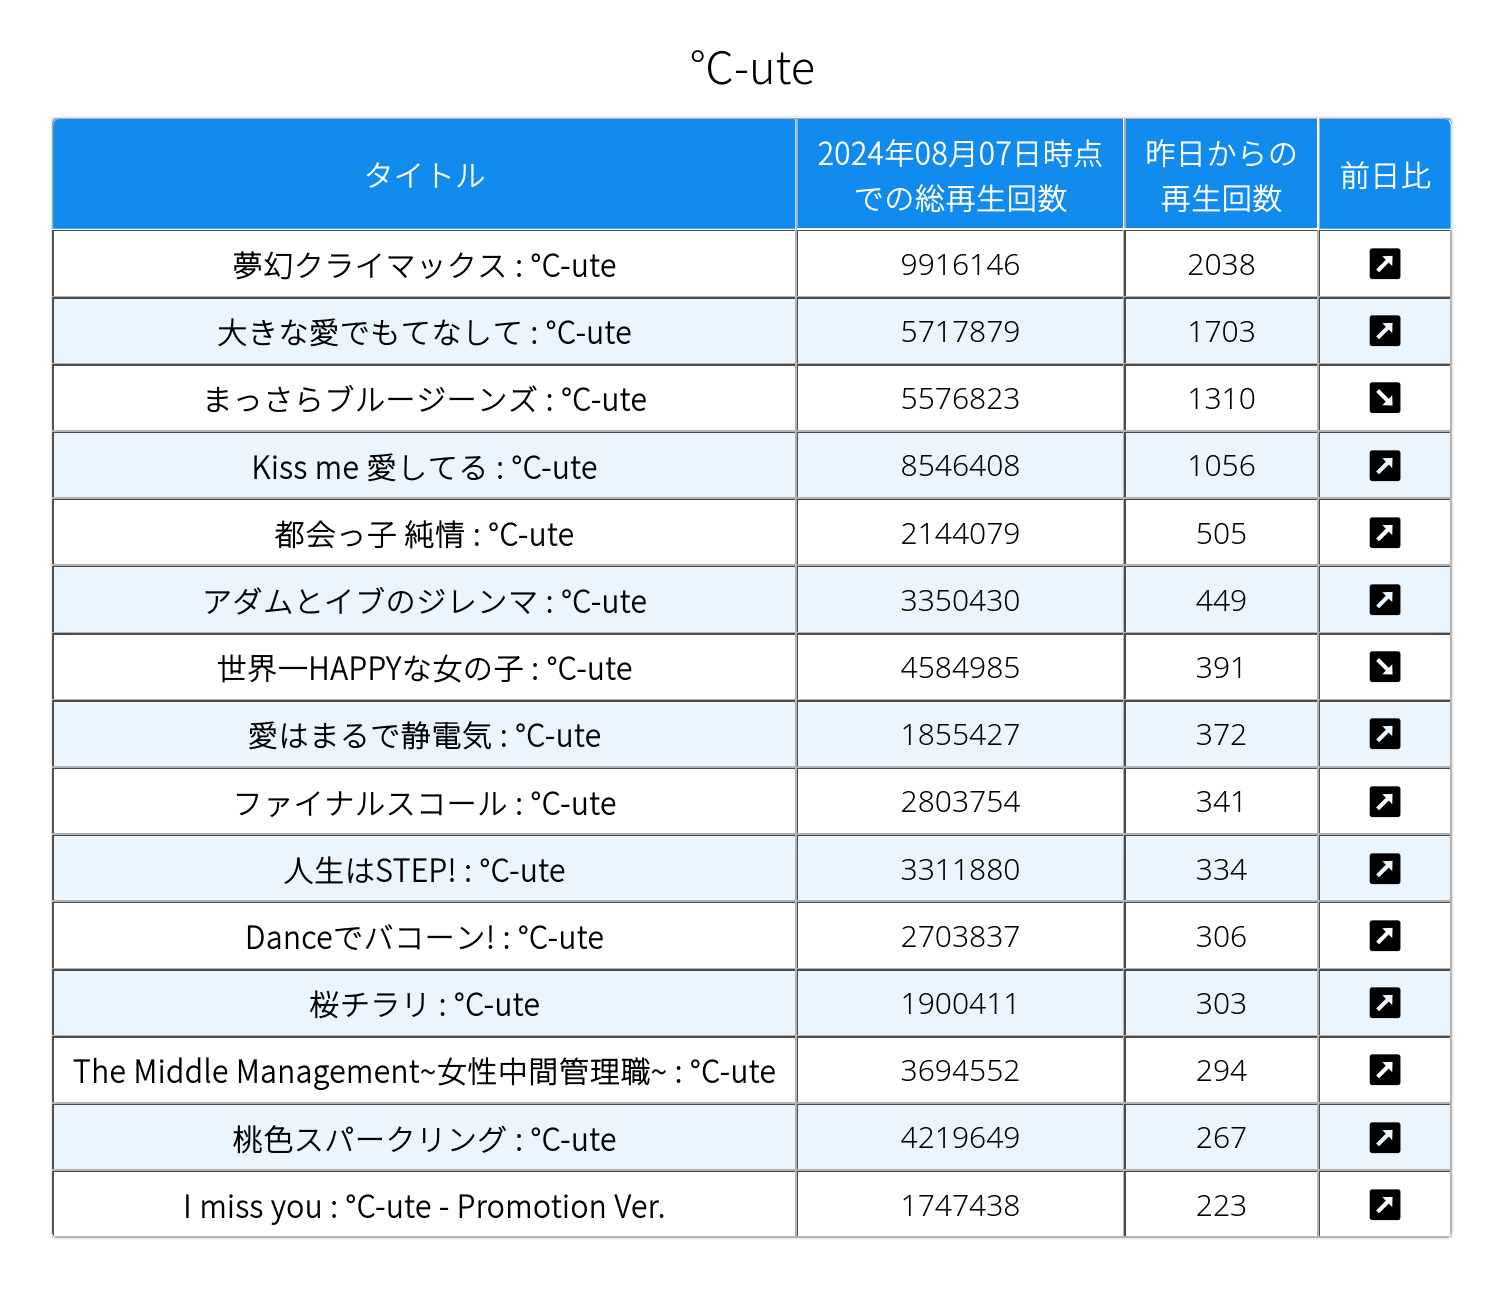 ℃-ute
タイトル 2024年08月07日時点での総再生回数 昨日からの再生回数 前日比
夢幻クライマックス : ℃-ute 9916146 2038 ↗
大きな愛でもてなして : ℃-ute 5717879 1703 ↗
まっさらブルージーンズ : ℃-ute 5576823 1310 ↘
Kiss me 愛してる : ℃-ute 8546408 1056 ↗
都会っ子 純情 : ℃-ute 2144079 505 ↗
アダムとイブのジレンマ : ℃-ute 3350430 449 ↗
世界一HAPPYな女の子 : ℃-ute 4584985 391 ↘
愛はまるで静電気 : ℃-ute 1855427 372 ↗
ファイナルスコール : ℃-ute 2803754 341 ↗
人生はSTEP! : ℃-ute 3311880 334 ↗
Danceでバコーン! : ℃-ute 2703837 306 ↗
桜チラリ : ℃-ute 1900411 303 ↗
The Middle Management~女性中間管理職~ : ℃-ute 3694552 294 ↗
桃色スパークリング : ℃-ute 4219649 267 ↗
I miss you : ℃-ute - Promotion Ver. 1747438 223 ↗